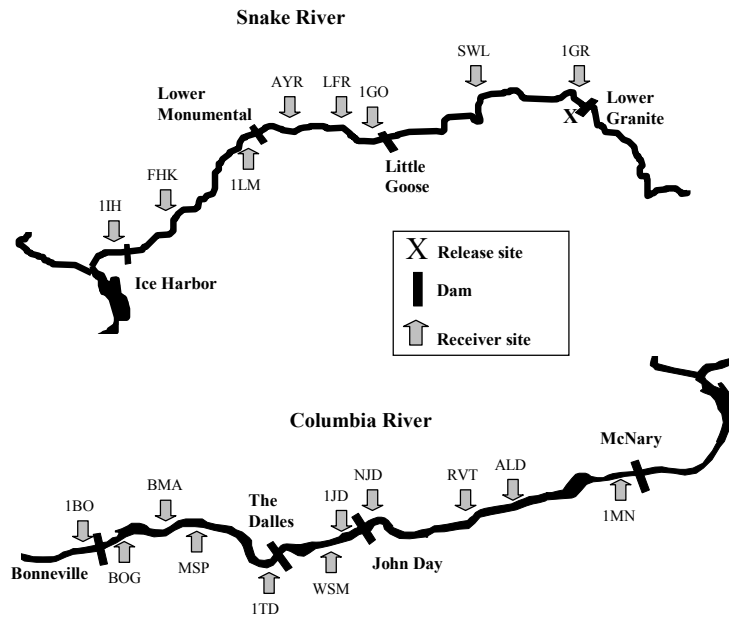 Snake River
SWL
1GR
AYR
LFR
1GO
Lower
Monumental
Lower
Granite
X
Little
Goose
1LM
FHK
1IH
Ice Harbor
X Release site
Dam
Receiver site
Columbia River
McNary
ALD
RVT
NJD
1JD
The
Dalles
BMA
1BO
1MN
John Day
WSM
1TD
MSP
BOG
Bonneville